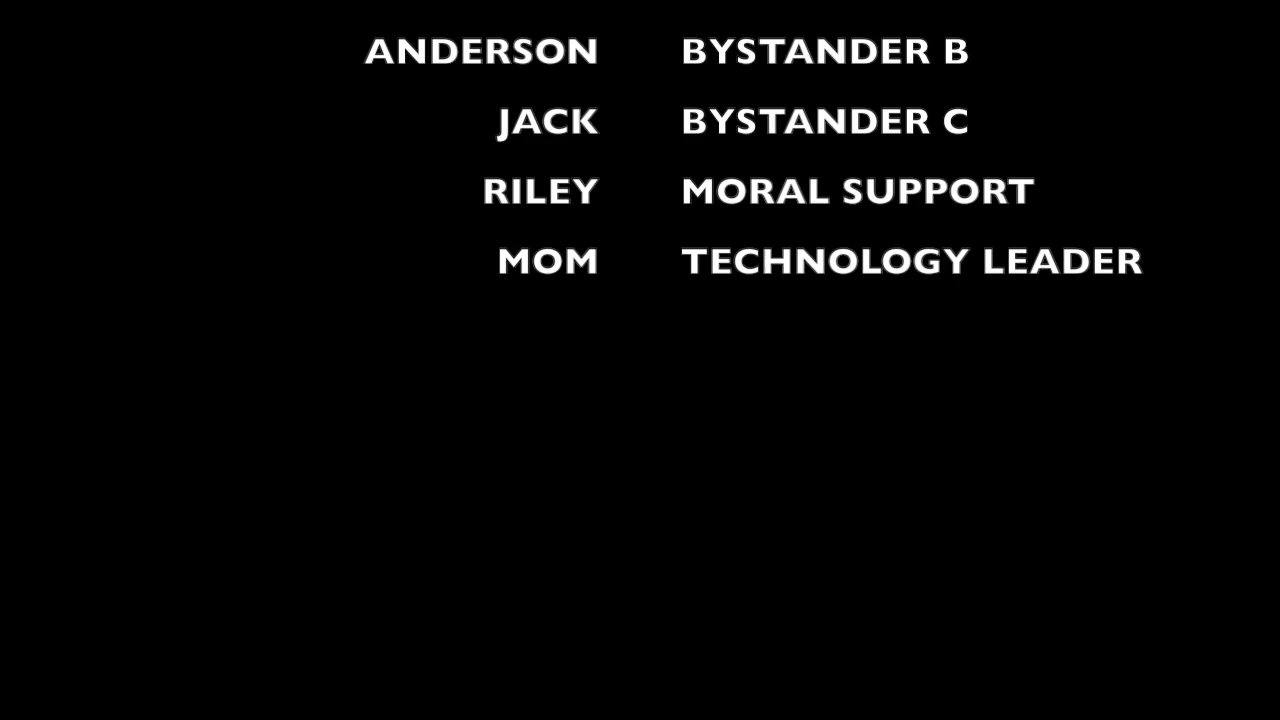 ANDERSON BYSTANDER B
JACK BYSTANDER C
RILEY MORAL SUPPORT
MOM TECHNOLOGY LEADER